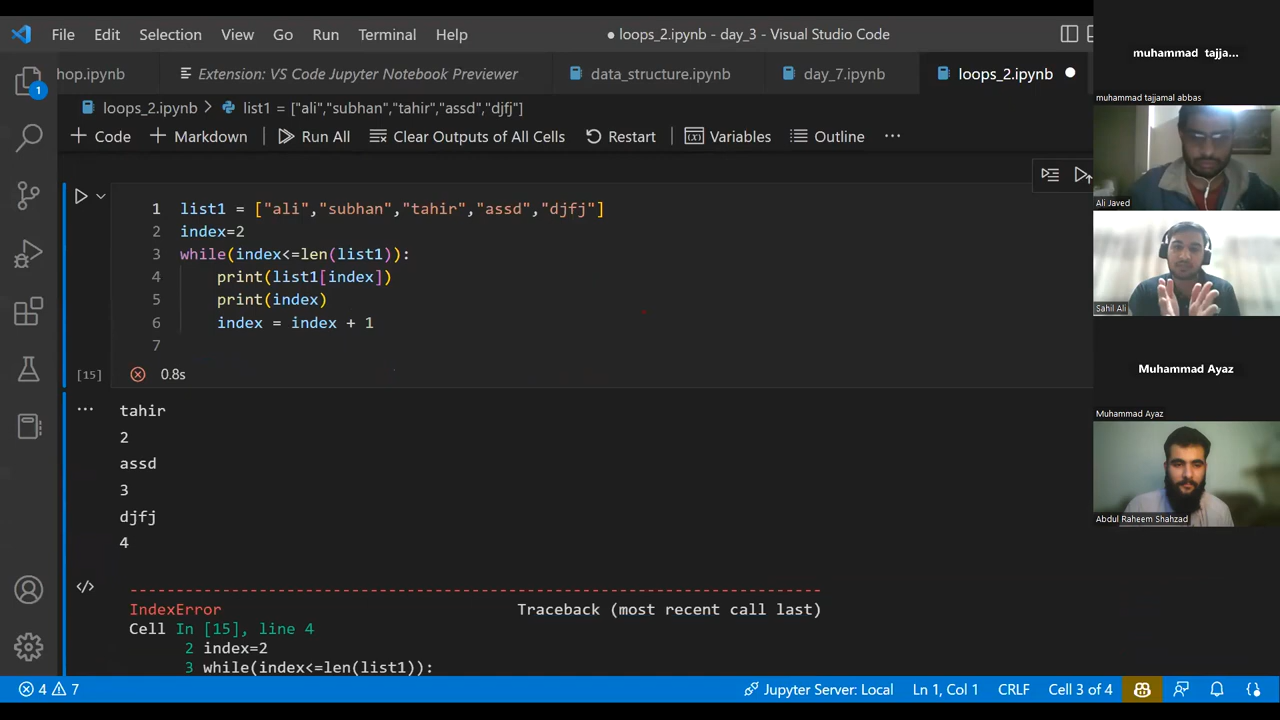 File Edit Selection View Go Run Terminal Help
● loops_2.ipynb - day_3 - Visual Studio Code
hop.ipynb Extension: VS Code Jupyter Notebook Previewer data_structure.ipynb day_7.ipynb loops_2.ipynb
loops_2.ipynb > list1 = ["ali","subhan","tahir","assd","djfj"]
+ Code + Markdown Run All Clear Outputs of All Cells Restart Variables Outline ...
1 list1 = ["ali","subhan","tahir","assd","djfj"]
2 index=2
3 while(index<=len(list1)):
4 print(list1[index])
5 print(index)
6 index = index + 1
7
[15] 0.8s
... tahir
2
assd
3
djfj
4
---------------------------------------------------------------------------
IndexError Traceback (most recent call last)
Cell In [15], line 4
2 index=2
3 while(index<=len(list1)):
1
4 7
Jupyter Server: Local Ln 1, Col 1 CRLF Cell 3 of 4
muhammad tajja...
muhammad tajjamal abbas
Ali Javed
Sahil Ali
Muhammad Ayaz
Muhammad Ayaz
Abdul Raheem Shahzad